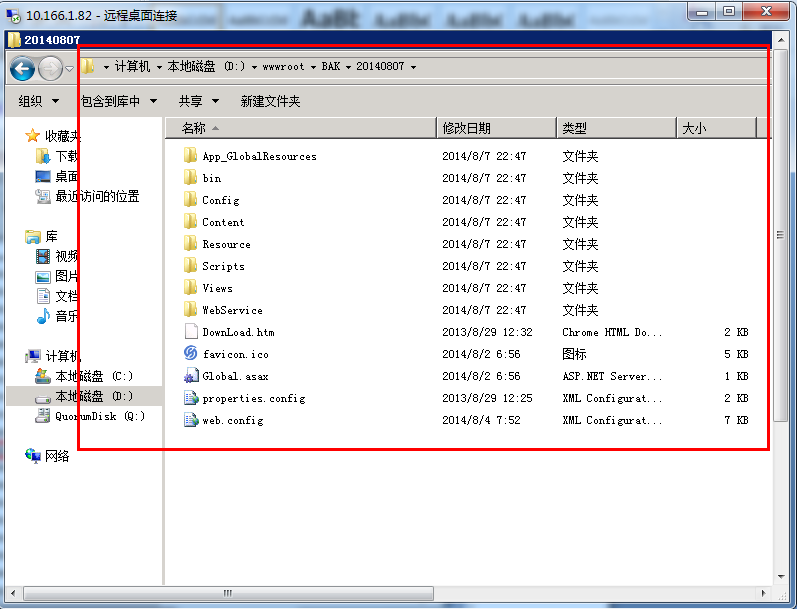 10.166.1.82 - 远程桌面连接
20140807
计算机 本地磁盘 (D:) wwwroot BAK 20140807
组织 包含到库中 共享 新建文件夹
名称 修改日期 类型 大小
收藏夹
下载
桌面
最近访问的位置
库
视频
图片
文档
音乐
计算机
本地磁盘 (C:)
本地磁盘 (D:)
QuorumDisk (Q:)
网络
App_GlobalResources 2014/8/7 22:47 文件夹
bin 2014/8/7 22:47 文件夹
Config 2014/8/7 22:47 文件夹
Content 2014/8/7 22:47 文件夹
Resource 2014/8/7 22:47 文件夹
Scripts 2014/8/7 22:47 文件夹
Views 2014/8/7 22:47 文件夹
WebService 2014/8/7 22:47 文件夹
DownLoad.htm 2013/8/29 12:32 Chrome HTML Do... 2 KB
favicon.ico 2014/8/2 6:56 图标 5 KB
Global.asax 2014/8/2 6:56 ASP.NET Server... 1 KB
properties.config 2013/8/29 12:25 XML Configurat... 2 KB
web.config 2014/8/4 7:52 XML Configurat... 7 KB